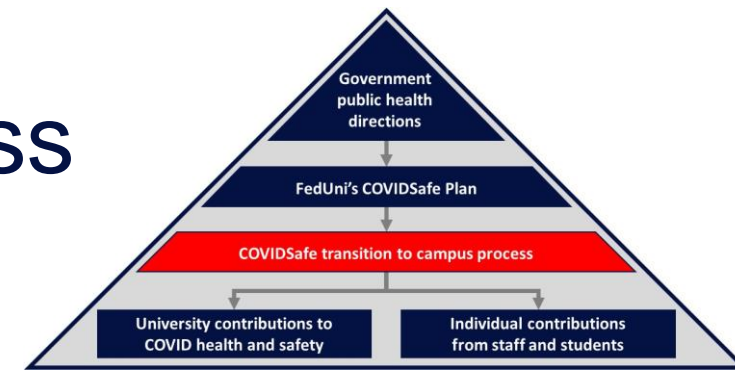 ss
Government
public health
directions
FedUni's COVIDSafe Plan
COVIDSafe transition to campus process
University contributions to
COVID health and safety
Individual contributions
from staff and students